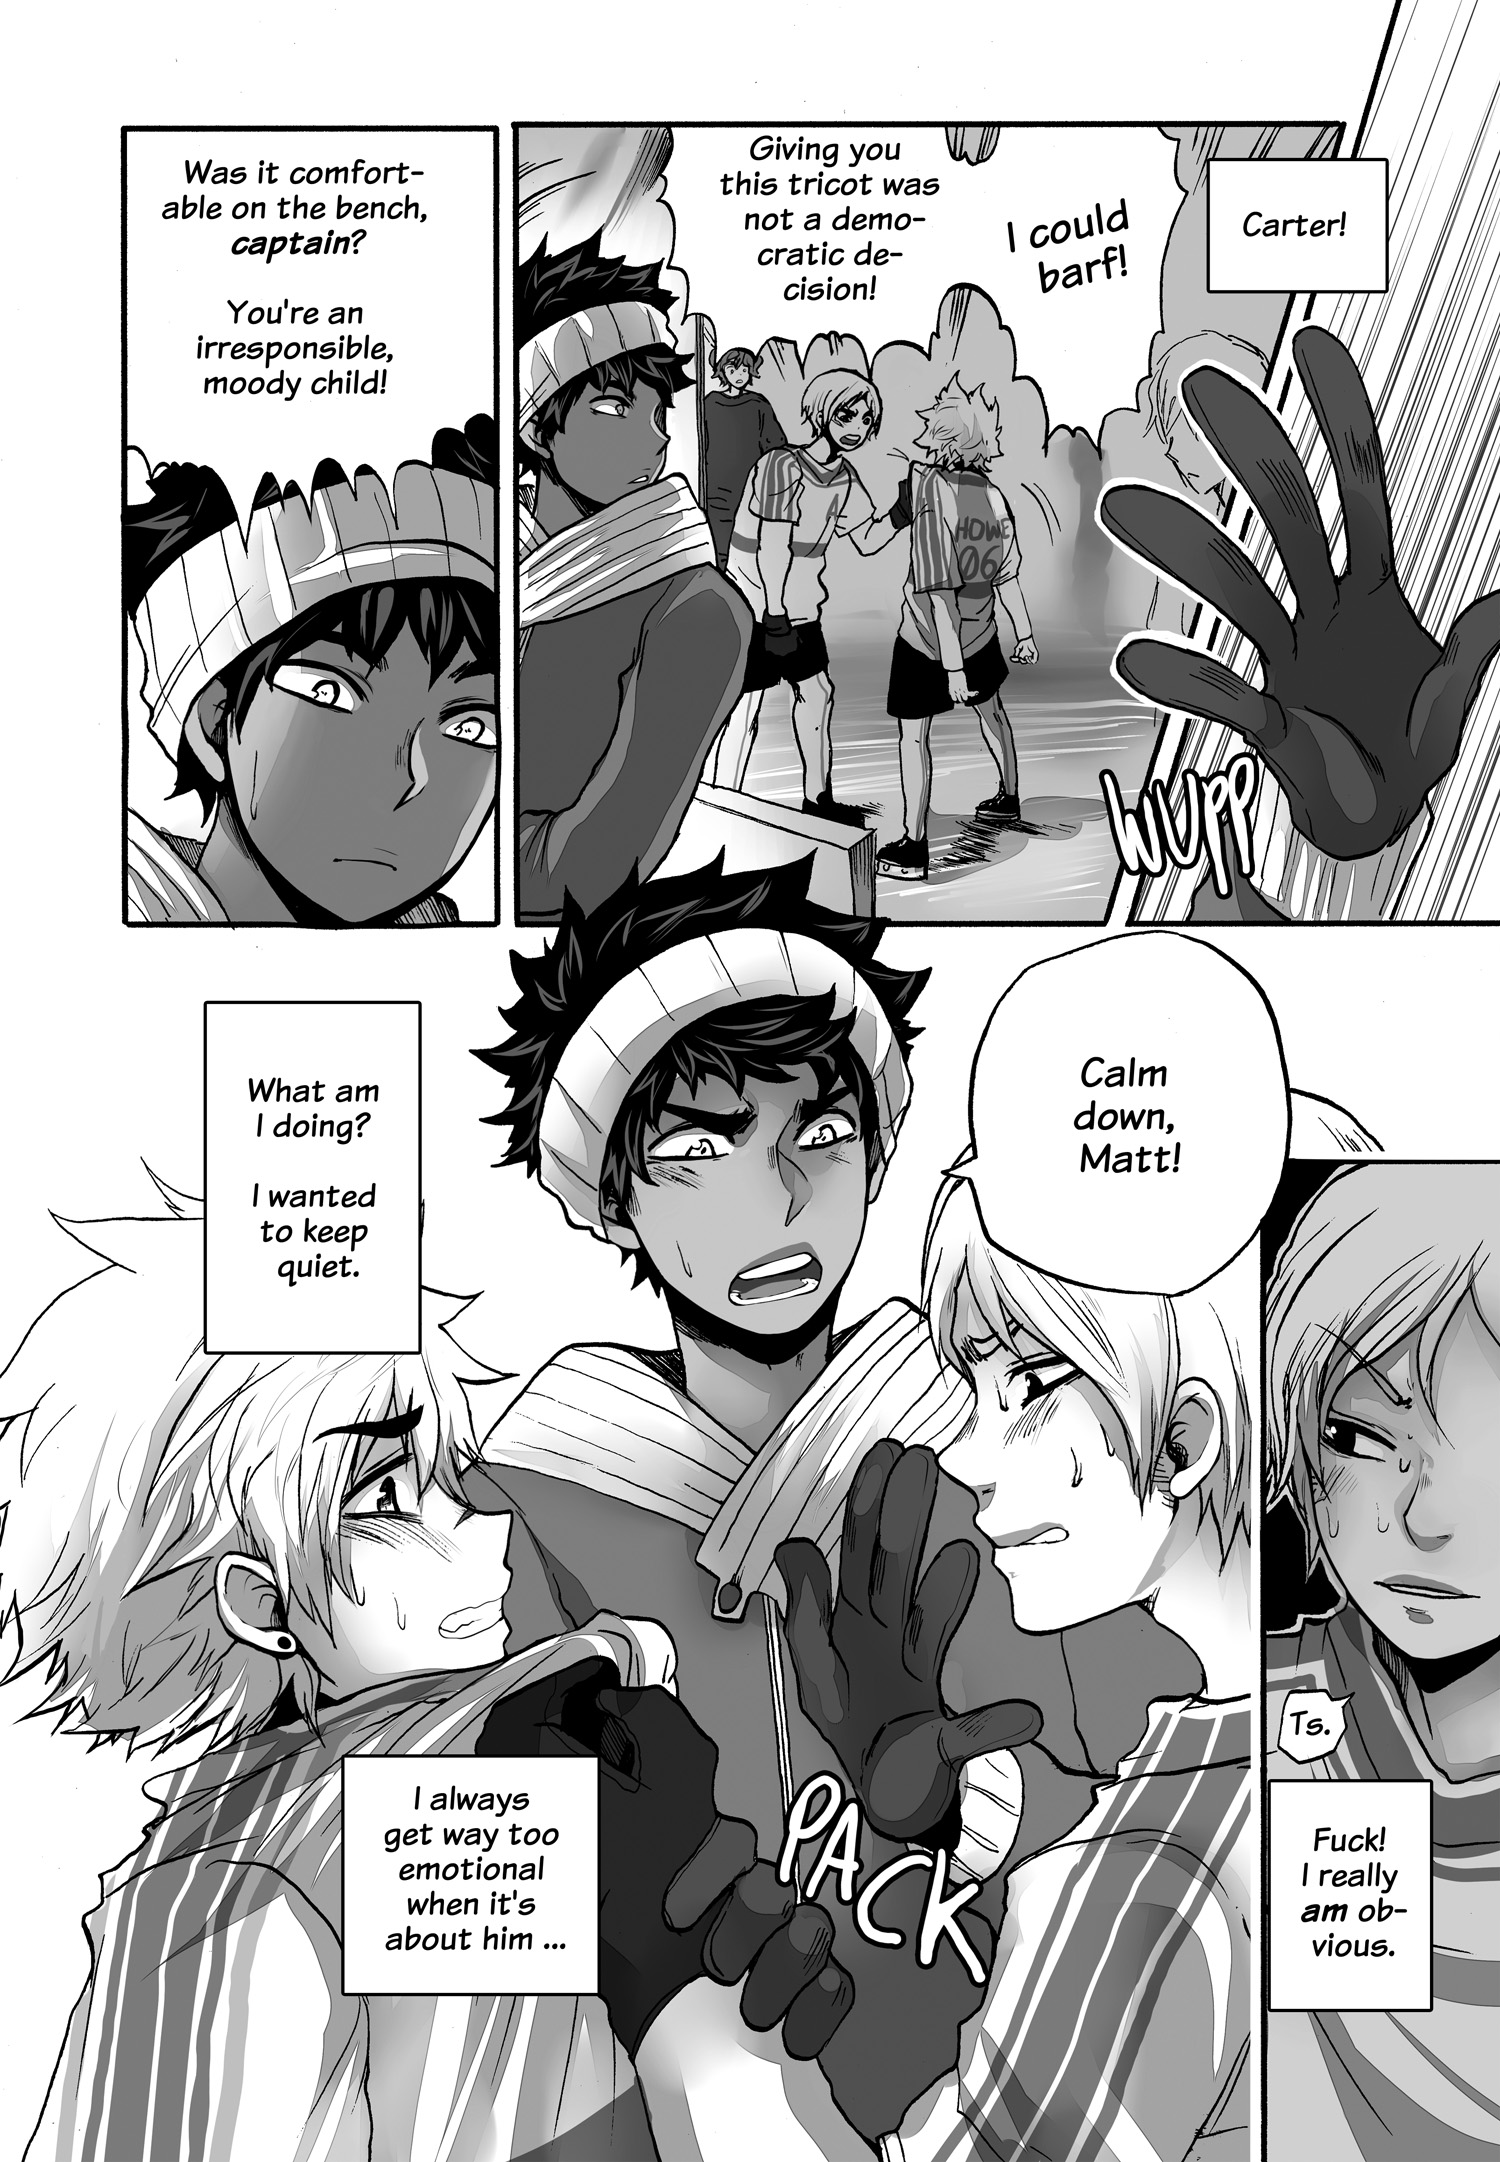 Was it comfort-
able on the bench,
captain?
You're an
irresponsible,
moody child!
Giving you
this tricot was
not a demo-
cratic de-
cision!
I could
barf!
HOWE
06
Carter!
WUPP
What am
I doing?
I wanted
to keep
quiet.
Calm
down,
Matt!
I always
get way too
emotional
when it's
about him ...
PACK
Ts.
Fuck!
I really
am ob-
vious.